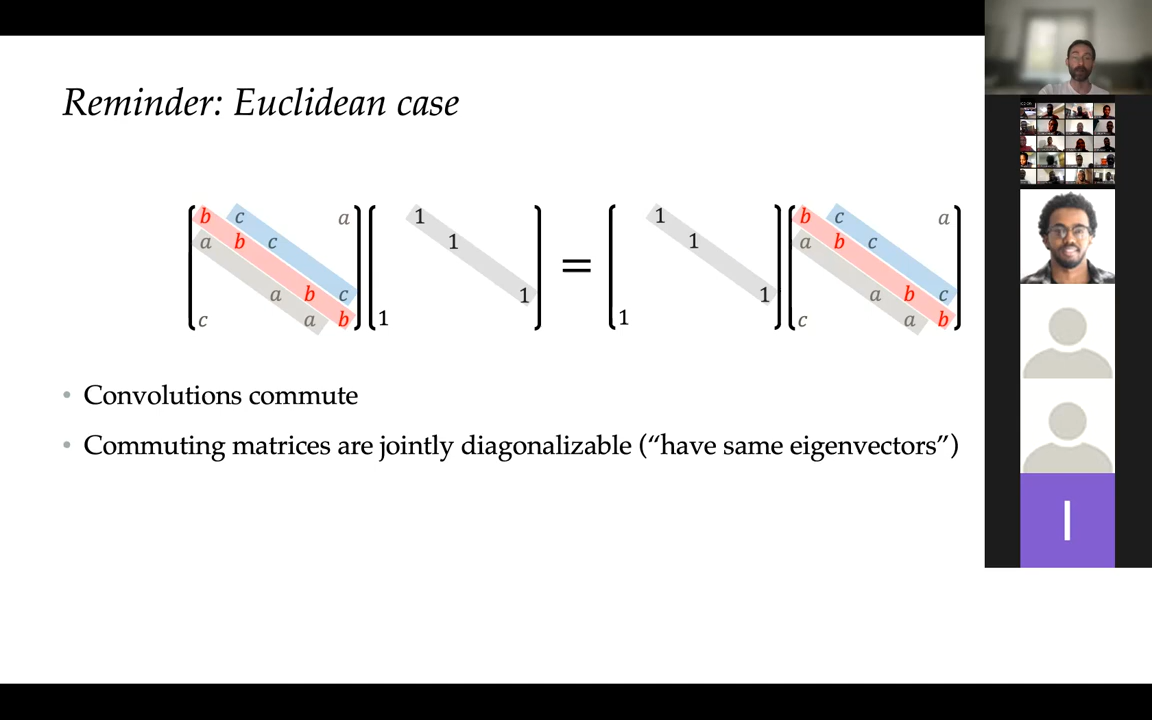 Reminder: Euclidean case
b c a 1 1 b c a
a b c 1 = 1 a b c
a b c 1 1 a b c
c a b 1 1 c a b
• Convolutions commute
• Commuting matrices are jointly diagonalizable (“have same eigenvectors”)
I